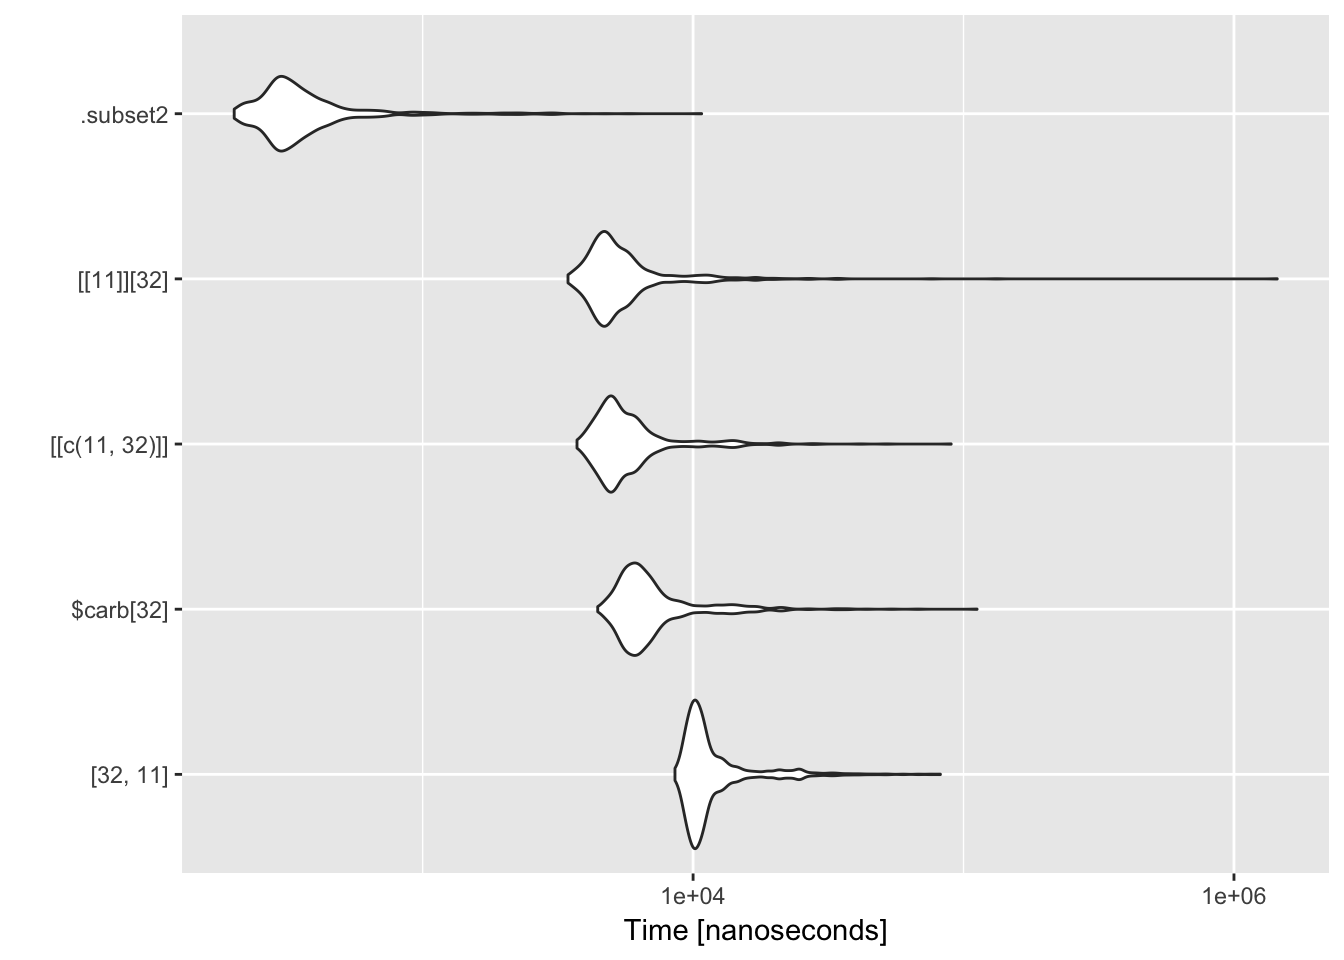 .subset2
[[11]][32]
[[c(11, 32)]]
$carb[32]
[32, 11]
1e+04 1e+06
Time [nanoseconds]